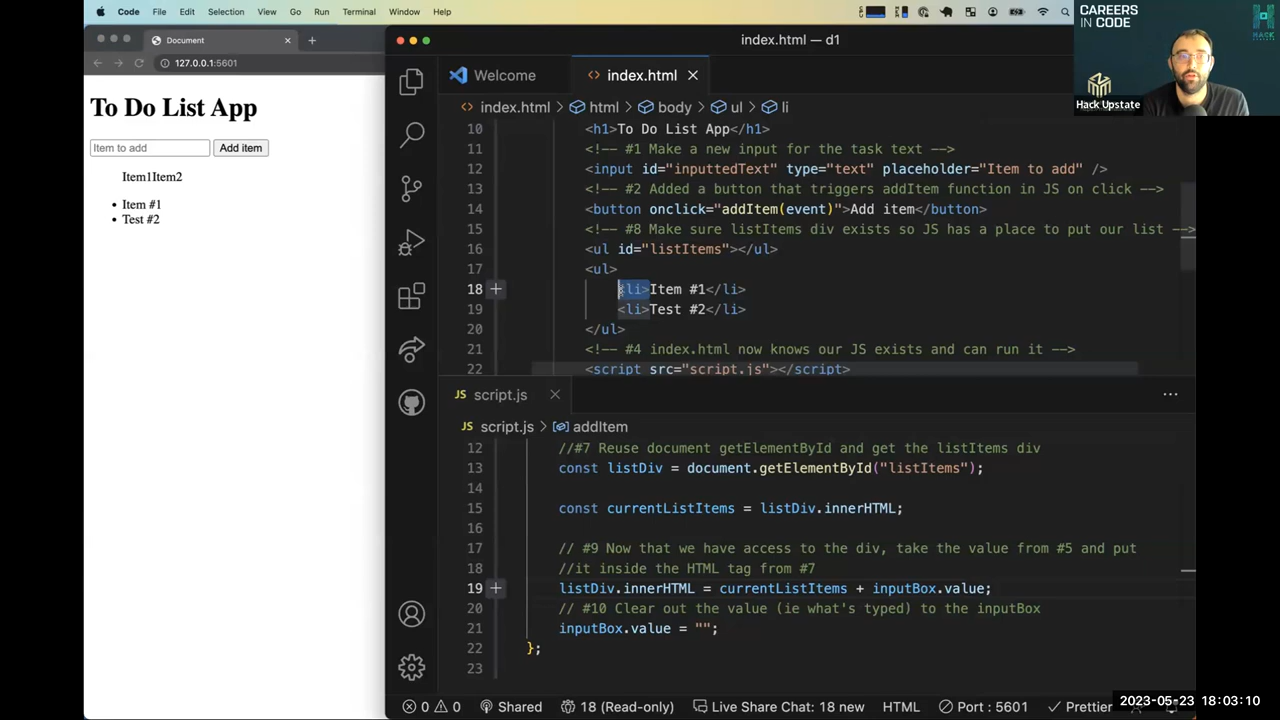 Code File Edit Selection View Go Run Terminal Window Help
CAREERS
IN
CODE
HACK
UPSTATE
Hack Upstate
Document
127.0.0.1:5601
To Do List App
Item to add Add item
Item1Item2
• Item #1
• Test #2
index.html — d1
Welcome
index.html
index.html > html > body > ul > li
10 <h1>To Do List App</h1>
11 <!-- #1 Make a new input for the task text -->
12 <input id="inputtedText" type="text" placeholder="Item to add" />
13 <!-- #2 Added a button that triggers addItem function in JS on click -->
14 <button onclick="addItem(event)">Add item</button>
15 <!-- #8 Make sure listItems div exists so JS has a place to put our list -->
16 <ul id="listItems"></ul>
17 <ul>
18 <li>Item #1</li>
19 <li>Test #2</li>
20 </ul>
21 <!-- #4 index.html now knows our JS exists and can run it -->
22 <script src="script.js"></script>
JS script.js
JS script.js > addItem
12 //#7 Reuse document getElementById and get the listItems div
13 const listDiv = document.getElementById("listItems");
14
15 const currentListItems = listDiv.innerHTML;
16
17 // #9 Now that we have access to the div, take the value from #5 and put
18 //it inside the HTML tag from #7
19 listDiv.innerHTML = currentListItems + inputBox.value;
20 // #10 Clear out the value (ie what's typed) to the inputBox
21 inputBox.value = "";
22 };
23
0 0 Shared 18 (Read-only) Live Share Chat: 18 new HTML Port : 5601 Prettier
2023-05-23 18:03:10